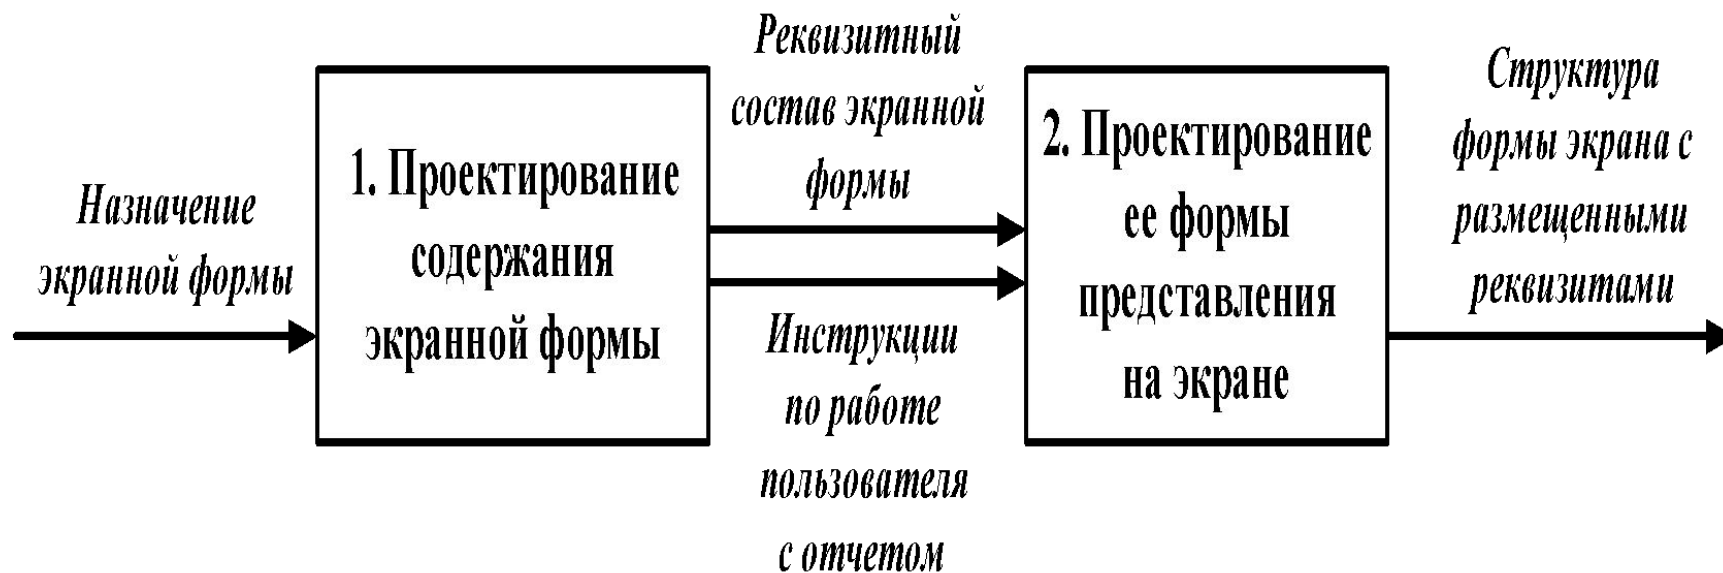 Назначение
экранной формы
1. Проектирование
содержания
экранной формы
Реквизитный
состав экранной
формы
Инструкции
по работе
пользователя
с отчетом
2. Проектирование
ее формы
представления
на экране
Структура
формы экрана с
размещенными
реквизитами